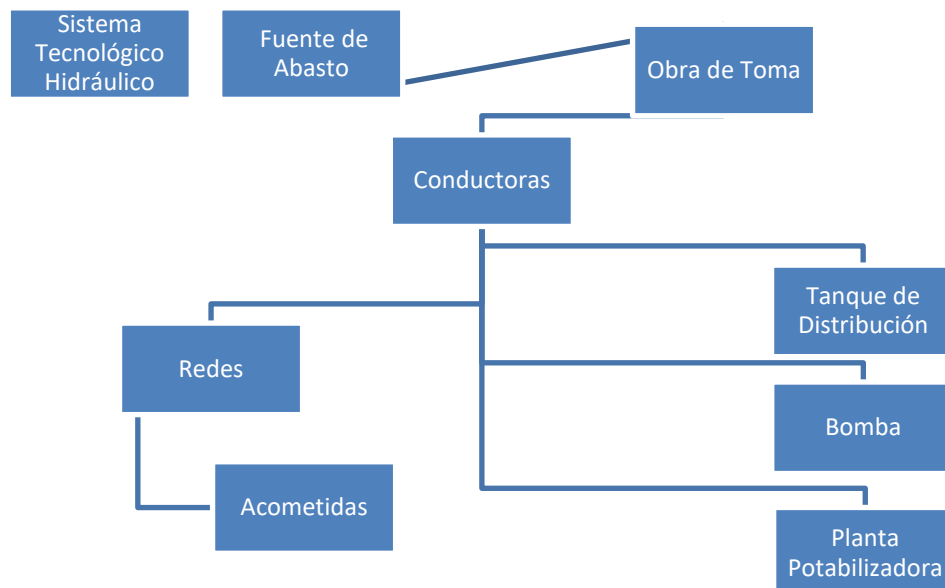 Sistema
Tecnológico
Hidráulico
Fuente de
Abasto
Obra de Toma
Conductoras
Tanque de
Distribución
Redes
Bomba
Acometidas
Planta
Potabilizadora